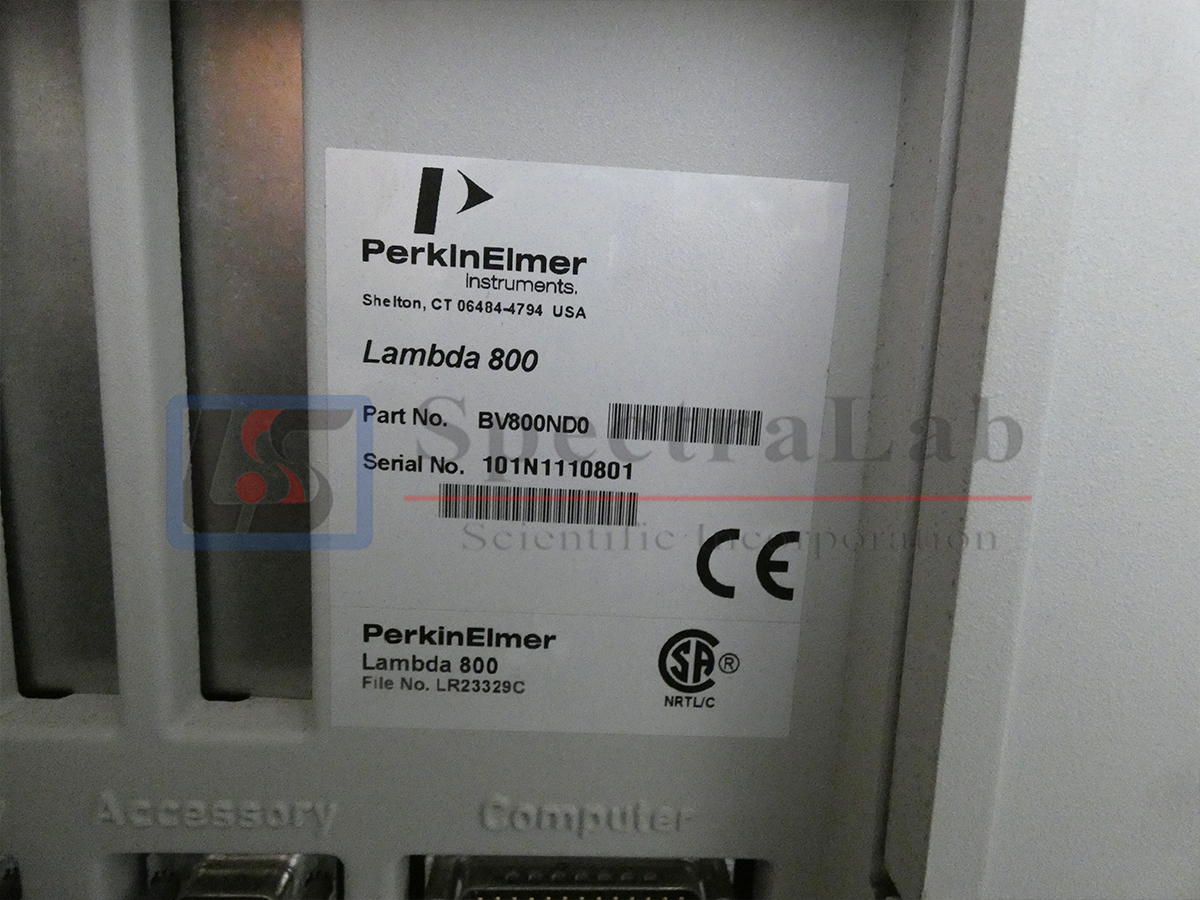 PerkinElmer
instruments.
Shelton, CT 06484-4794 USA
Lambda 800
Part No. BV800ND0
Serial No. 101N1110801
CE
PerkinElmer
Lambda 800
File No. LR23329C
SA ®
NRTL/C
LSS
SpectraLab
Scientific Incorporation
Accessory
Computer